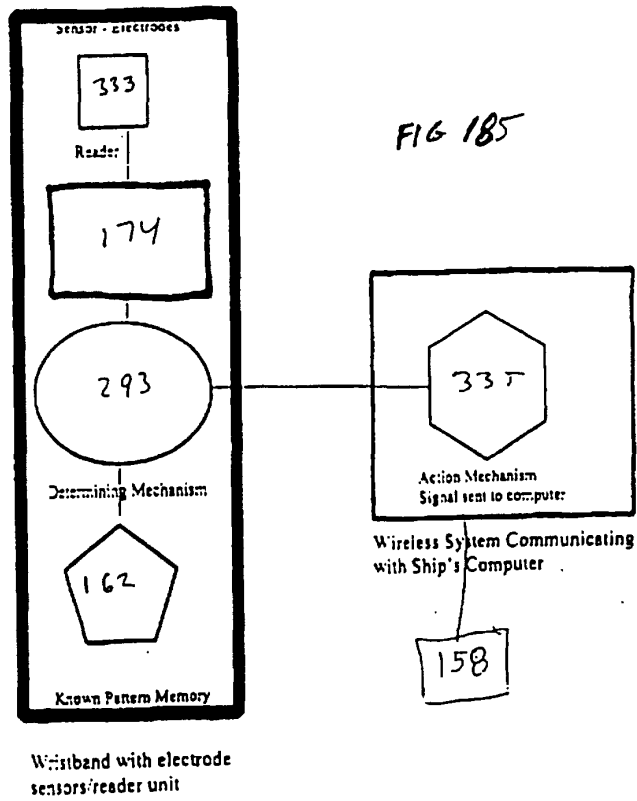 Sensor - Electrodes
333
FIG 185
Reader
174
293
335
Determining Mechanism
Action Mechanism
Signal sent to computer
Wireless System Communicating
with Ship's Computer
162
158
Known Pattern Memory
Wristband with electrode
sensors/reader unit